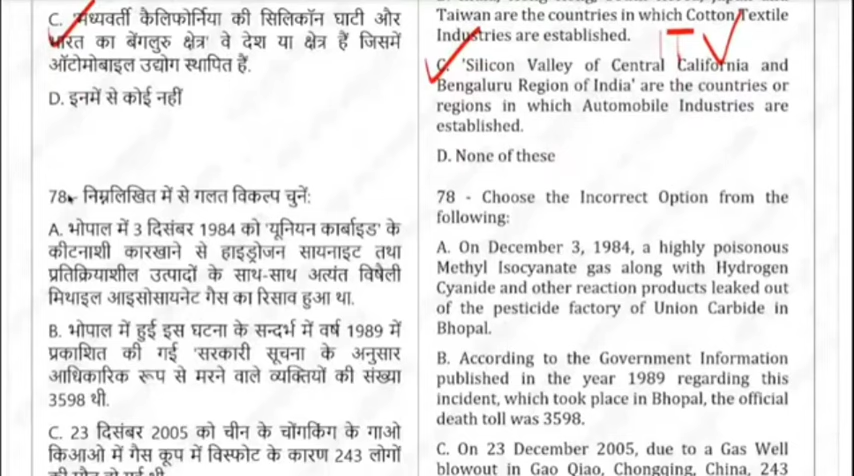 C. 'मध्यवर्ती कैलिफोर्निया की सिलिकॉन घाटी और
भारत का बेंगलुरु क्षेत्र' वे देश या क्षेत्र हैं जिसमें
ऑटोमोबाइल उद्योग स्थापित हैं.
D. इनमें से कोई नहीं
78- निम्नलिखित में से गलत विकल्प चुनें:
A. भोपाल में 3 दिसंबर 1984 को 'यूनियन कार्बाइड' के
कीटनाशी कारखाने से हाइड्रोजन सायनाइट तथा
प्रतिक्रियाशील उत्पादों के साथ-साथ अत्यंत विषैली
मिथाइल आइसोसायनेट गैस का रिसाव हुआ था.
B. भोपाल में हुई इस घटना के सन्दर्भ में वर्ष 1989 में
प्रकाशित की गई 'सरकारी सूचना के अनुसार
आधिकारिक रूप से मरने वाले व्यक्तियों की संख्या
3598 थी.
C. 23 दिसंबर 2005 को चीन के चोंगकिंग के गाओ
किआओ में गैस कूप में विस्फोट के कारण 243 लोगों
Taiwan are the countries in which Cotton Textile
Industries are established.
IT
C. 'Silicon Valley of Central California and
Bengaluru Region of India' are the countries or
regions in which Automobile Industries are
established.
D. None of these
78 - Choose the Incorrect Option from the
following:
A. On December 3, 1984, a highly poisonous
Methyl Isocyanate gas along with Hydrogen
Cyanide and other reaction products leaked out
of the pesticide factory of Union Carbide in
Bhopal.
B. According to the Government Information
published in the year 1989 regarding this
incident, which took place in Bhopal, the official
death toll was 3598.
C. On 23 December 2005, due to a Gas Well
blowout in Gao Qiao, Chongqing, China, 243